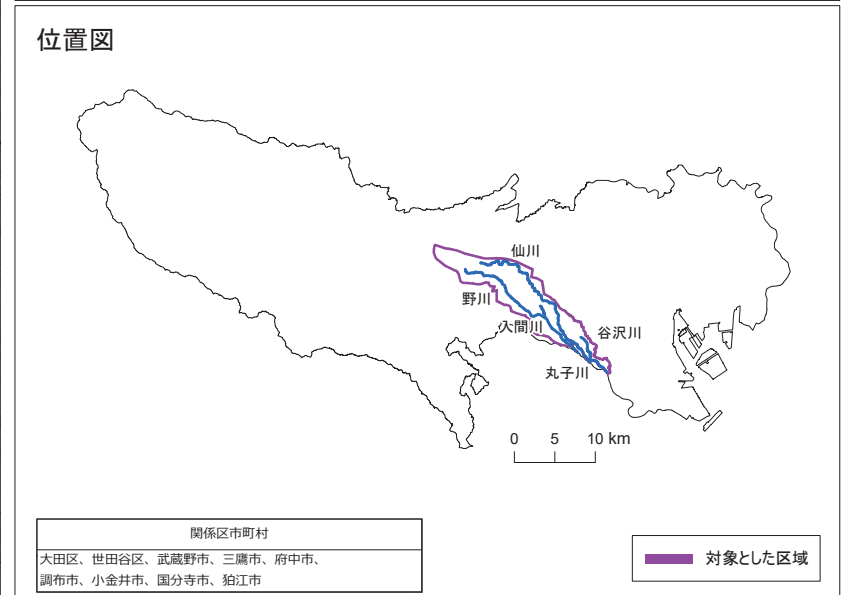 位置図
仙川
野川
入間川
谷沢川
丸子川
0 5 10 km
関係区市町村
大田区、世田谷区、武蔵野市、三鷹市、府中市、
調布市、小金井市、国分寺市、狛江市
対象とした区域